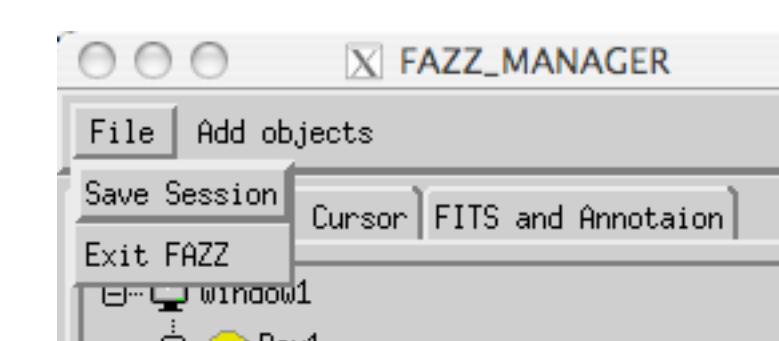 FAZZ_MANAGER
File Add objects
Save Session
Cursor FITS and Annotaion
Exit FAZZ
Window1